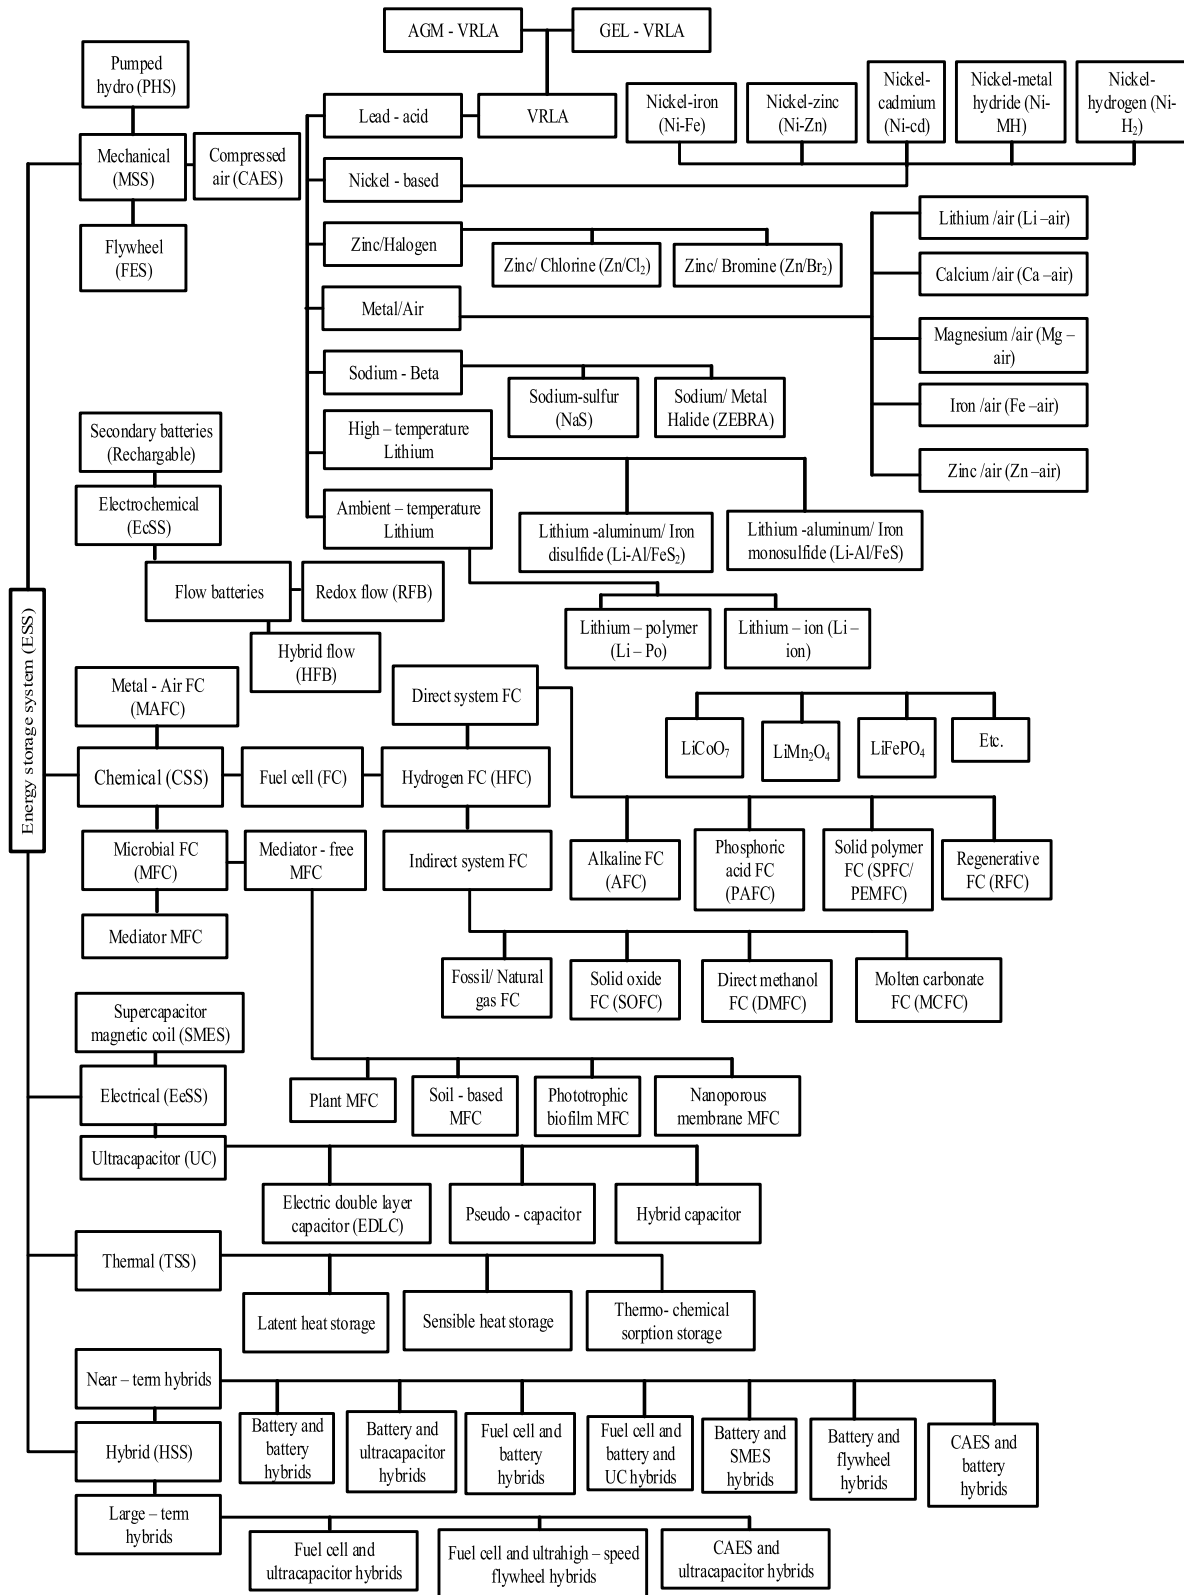 AGM - VRLA
GEL - VRLA
Pumped
hydro (PHS)
Mechanical
(MSS)
Compressed
air (CAES)
Flywheel
(FES)
Lead - acid
VRLA
Nickel-iron
(Ni-Fe)
Nickel-zinc
(Ni-Zn)
Nickel-
cadmium
(Ni-cd)
Nickel-metal
hydride (Ni-
MH)
Nickel-
hydrogen (Ni-
H₂)
Nickel - based
Zinc/Halogen
Zinc/ Chlorine (Zn/Cl₂)
Zinc/ Bromine (Zn/Br₂)
Metal/Air
Lithium /air (Li –air)
Calcium /air (Ca –air)
Magnesium /air (Mg –
air)
Iron /air (Fe –air)
Zinc /air (Zn –air)
Sodium - Beta
Sodium-sulfur
(NaS)
Sodium/ Metal
Halide (ZEBRA)
High – temperature
Lithium
Ambient – temperature
Lithium
Lithium -aluminum/ Iron
disulfide (Li-Al/FeS₂)
Lithium -aluminum/ Iron
monosulfide (Li-Al/FeS)
Secondary batteries
(Rechargable)
Electrochemical
(EcSS)
Flow batteries
Redox flow (RFB)
Hybrid flow
(HFB)
Lithium – polymer
(Li – Po)
Lithium – ion (Li –
ion)
LiCoO₇
LiMn₂O₄
LiFePO₄
Etc.
Energy storage system (ESS)
Metal - Air FC
(MAFC)
Chemical (CSS)
Fuel cell (FC)
Hydrogen FC (HFC)
Direct system FC
Indirect system FC
Microbial FC
(MFC)
Mediator - free
MFC
Mediator MFC
Alkaline FC
(AFC)
Phosphoric
acid FC
(PAFC)
Solid polymer
FC (SPFC/
PEMFC)
Regenerative
FC (RFC)
Fossil/ Natural
gas FC
Solid oxide
FC (SOFC)
Direct methanol
FC (DMFC)
Molten carbonate
FC (MCFC)
Supercapacitor
magnetic coil (SMES)
Electrical (EeSS)
Ultracapacitor (UC)
Plant MFC
Soil - based
MFC
Phototrophic
biofilm MFC
Nanoporous
membrane MFC
Electric double layer
capacitor (EDLC)
Pseudo - capacitor
Hybrid capacitor
Thermal (TSS)
Latent heat storage
Sensible heat storage
Thermo- chemical
sorption storage
Near – term hybrids
Hybrid (HSS)
Large – term
hybrids
Battery and
battery hybrids
Battery and
ultracapacitor
hybrids
Fuel cell and
battery
hybrids
Fuel cell and
battery and
UC hybrids
Battery and
SMES
hybrids
Battery and
flywheel
hybrids
CAES and
battery
hybrids
Fuel cell and
ultracapacitor hybrids
Fuel cell and ultrahigh – speed
flywheel hybrids
CAES and
ultracapacitor hybrids